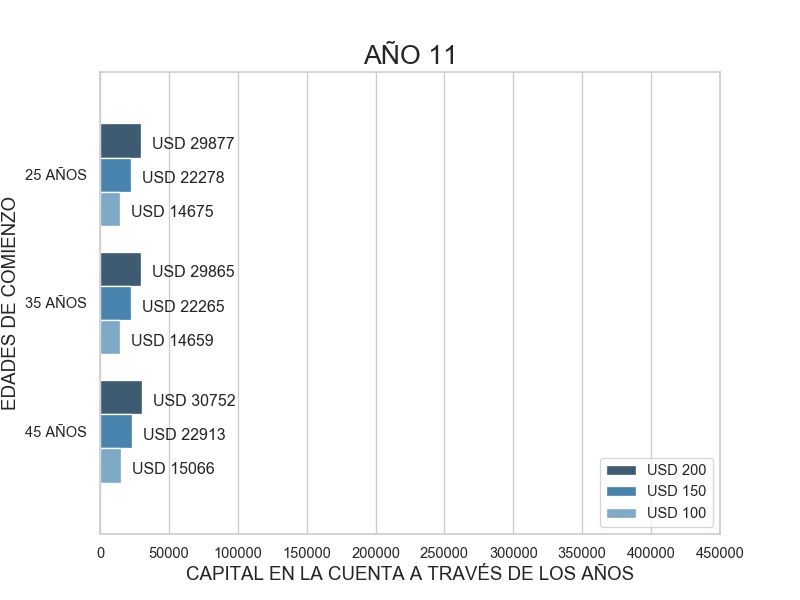 AÑO 11
EDADES DE COMIENZO
25 AÑOS
USD 29877
USD 22278
USD 14675
35 AÑOS
USD 29865
USD 22265
USD 14659
45 AÑOS
USD 30752
USD 22913
USD 15066
USD 200
USD 150
USD 100
0 50000 100000 150000 200000 250000 300000 350000 400000 450000
CAPITAL EN LA CUENTA A TRAVÉS DE LOS AÑOS